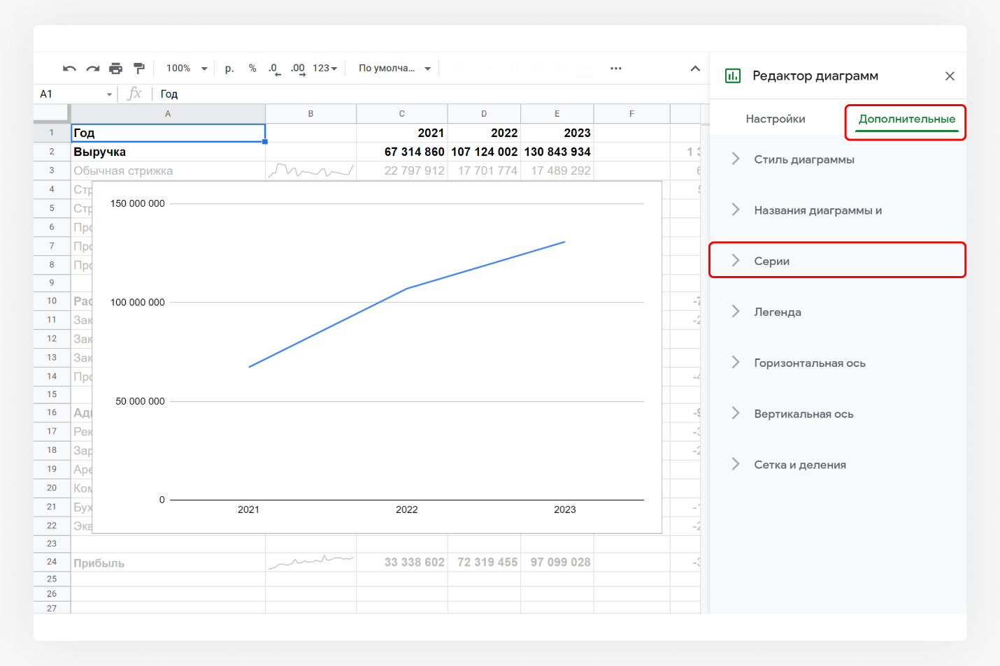 100% р. % .0 .00 123 По умолча...
Редактор диаграмм
A1 fx Год
Настройки Дополнительные
A B C D E F
1 Год 2021 2022 2023
2 Выручка 67 314 860 107 124 002 130 843 934
3 Обычная стрижка 22 797 912 17 701 774 17 489 292
4 Стр
5 Стр
6 Про
7 Про
8 Про
9
10 Рас
11 Зак
12 Зак
13 Зак
14 Про
15
16 Адм
17 Рек
18 Зар
19 Аре
20 Ком
21 Бух
22 Экв
23
24 Прибыль 33 338 602 72 319 455 97 099 028
25
26
27
150 000 000
100 000 000
50 000 000
0
2021 2022 2023
Стиль диаграммы
Названия диаграммы и
Серии
Легенда
Горизонтальная ось
Вертикальная ось
Сетка и деления